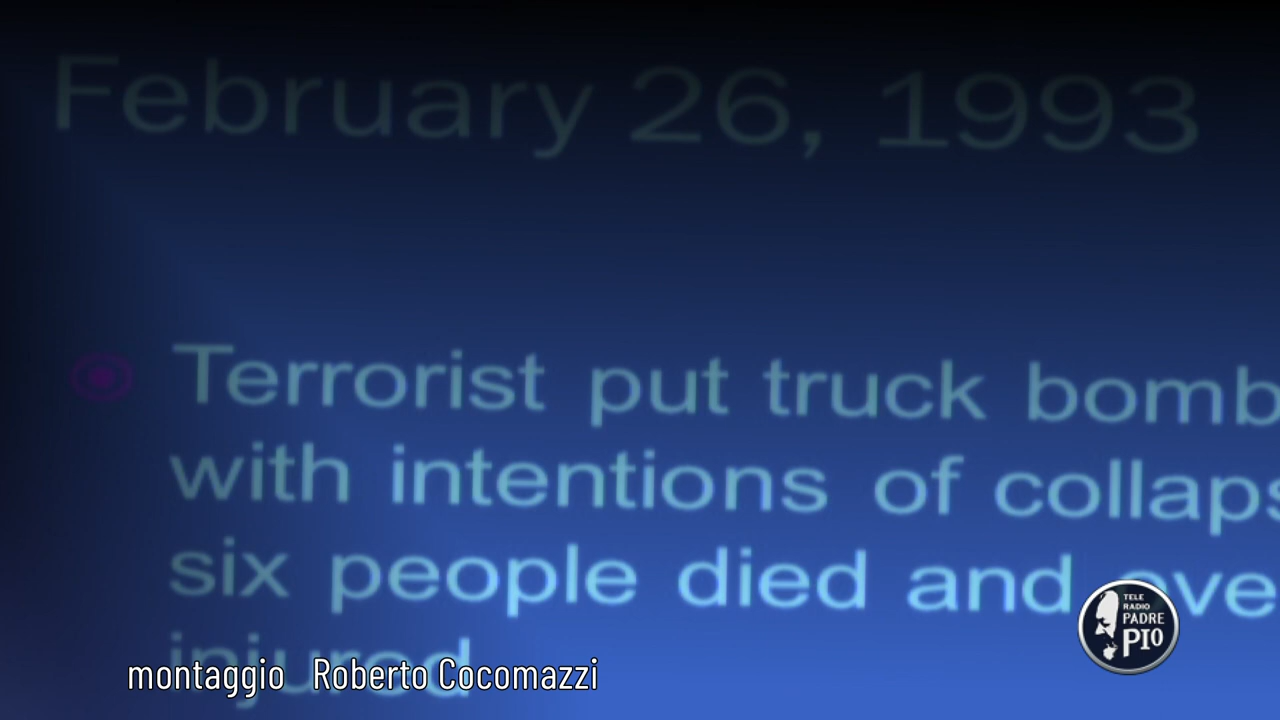 February 26, 1993
Terrorist put truck bomb
with intentions of collaps
six people died and ove
injured
montaggio Roberto Cocomazzi
TELE
RADIO
PADRE
PIO